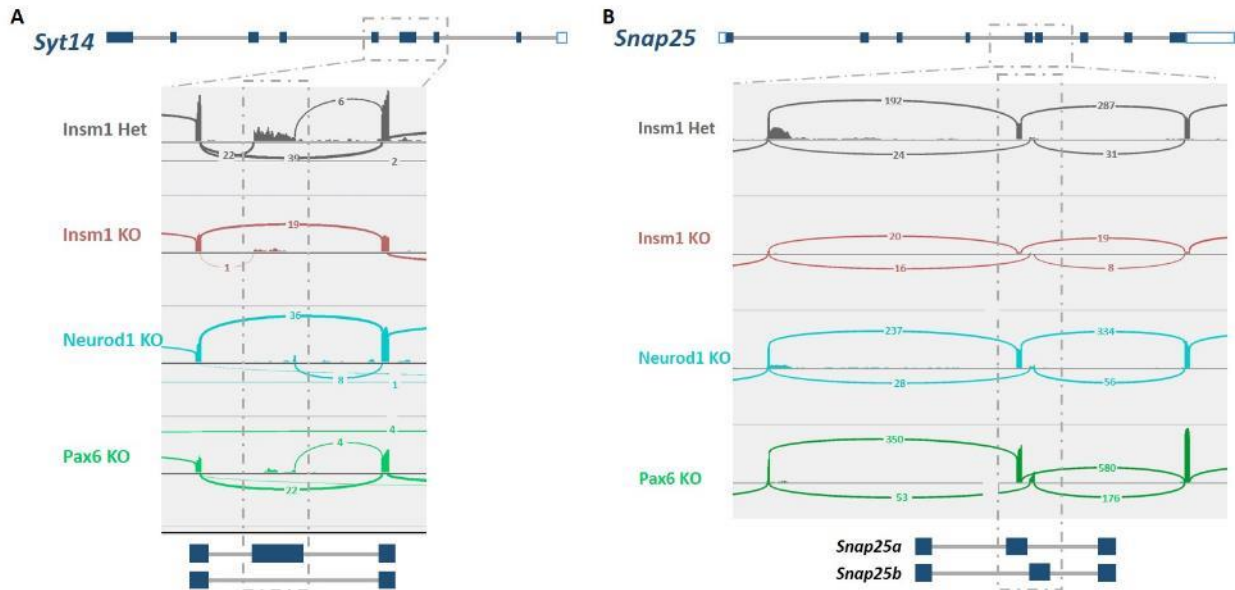 A
Syt14
Insm1 Het
6
22
39
2
Insm1 KO
19
1
Neurod1 KO
36
8
1
Pax6 KO
4
4
22
B
Snap25
Insm1 Het
192
287
24
31
Insm1 KO
20
19
16
8
Neurod1 KO
237
334
28
56
Pax6 KO
350
580
53
176
Snap25a
Snap25b